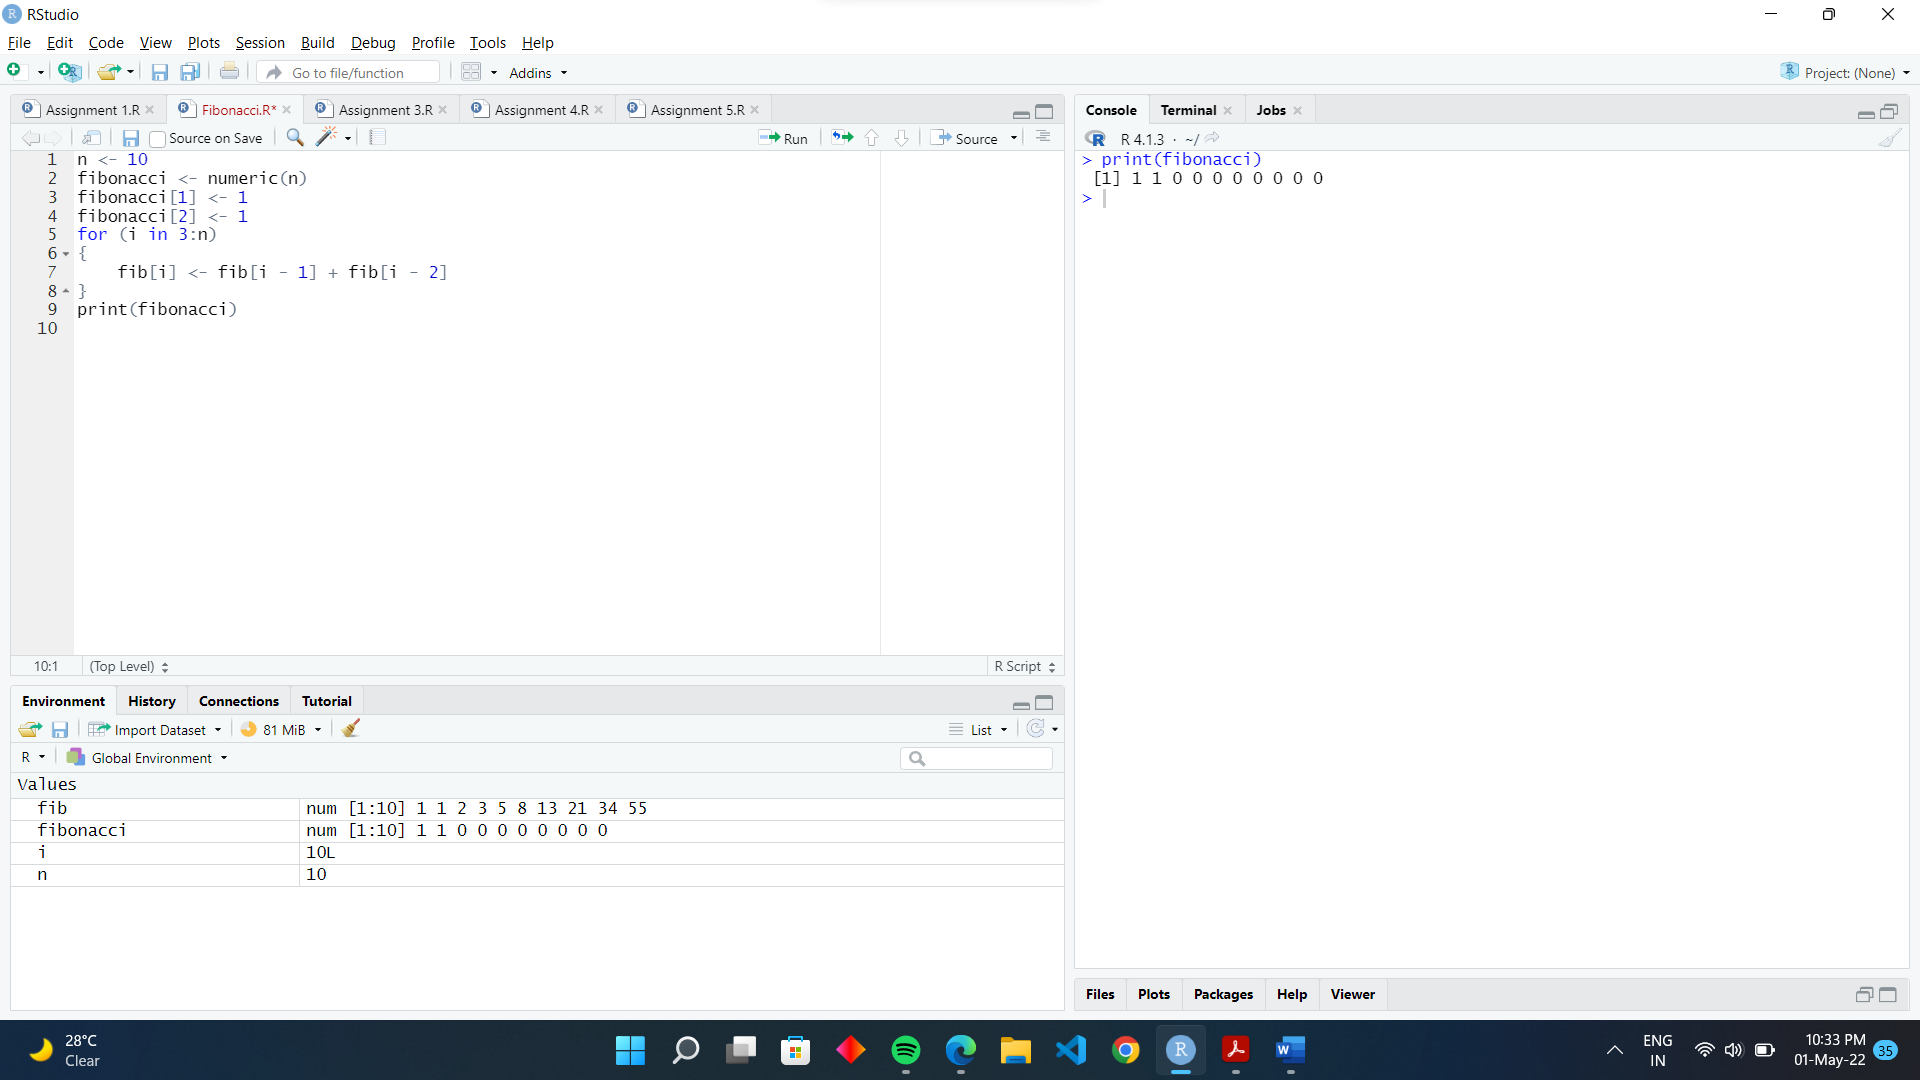 RStudio
File Edit Code View Plots Session Build Debug Profile Tools Help
Go to file/function Addins Project: (None)
Assignment 1.R Fibonacci.R* Assignment 3.R Assignment 4.R Assignment 5.R
Source on Save Run Source
1 n <- 10
2 fibonacci <- numeric(n)
3 fibonacci[1] <- 1
4 fibonacci[2] <- 1
5 for (i in 3:n)
6 {
7     fib[i] <- fib[i - 1] + fib[i - 2]
8 }
9 print(fibonacci)
10
10:1 (Top Level) R Script
Environment History Connections Tutorial
Import Dataset 81 MiB List
R Global Environment
Values
fib num [1:10] 1 1 2 3 5 8 13 21 34 55
fibonacci num [1:10] 1 1 0 0 0 0 0 0 0 0
i 10L
n 10
Console Terminal Jobs
R 4.1.3 · ~/
> print(fibonacci)
[1] 1 1 0 0 0 0 0 0 0 0
>
Files Plots Packages Help Viewer
28°C
Clear
ENG
IN
10:33 PM
01-May-22
35